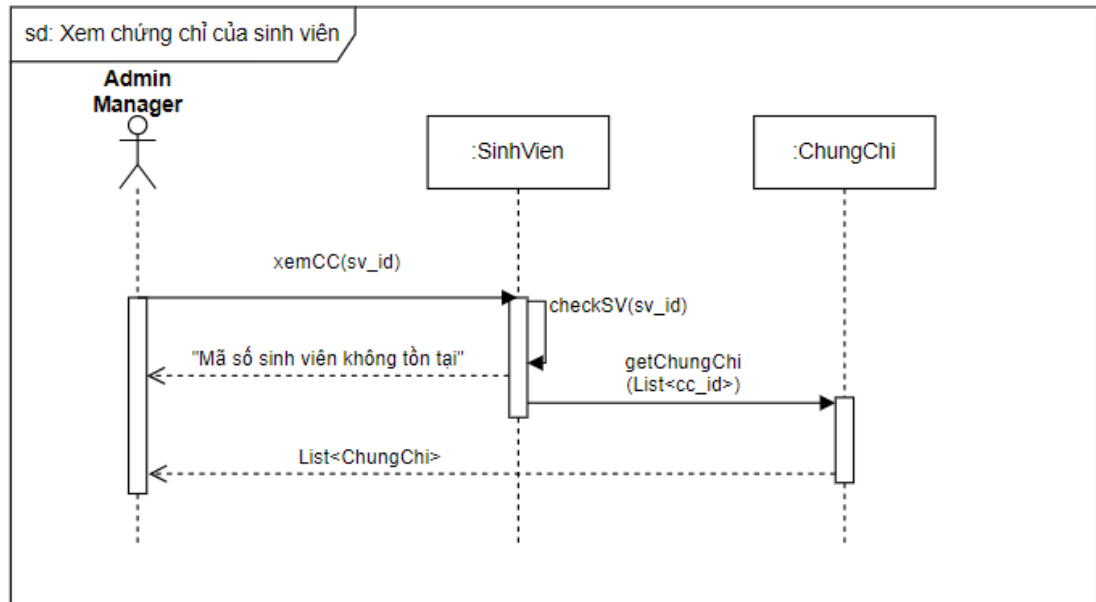 sd: Xem chứng chỉ của sinh viên
Admin
Manager
:SinhVien
:ChungChi
xemCC(sv_id)
checkSV(sv_id)
"Mã số sinh viên không tồn tại"
getChungChi
(List<cc_id>)
List<ChungChi>